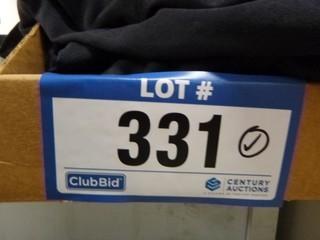 LOT #
331
ClubBid
CENTURY
AUCTIONS